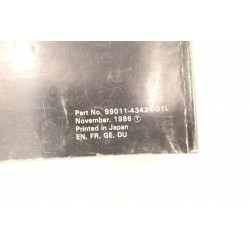 Part No. 99011-43424-01L
November, 1986 Ⓣ
Printed in Japan
EN, FR, GE, DU